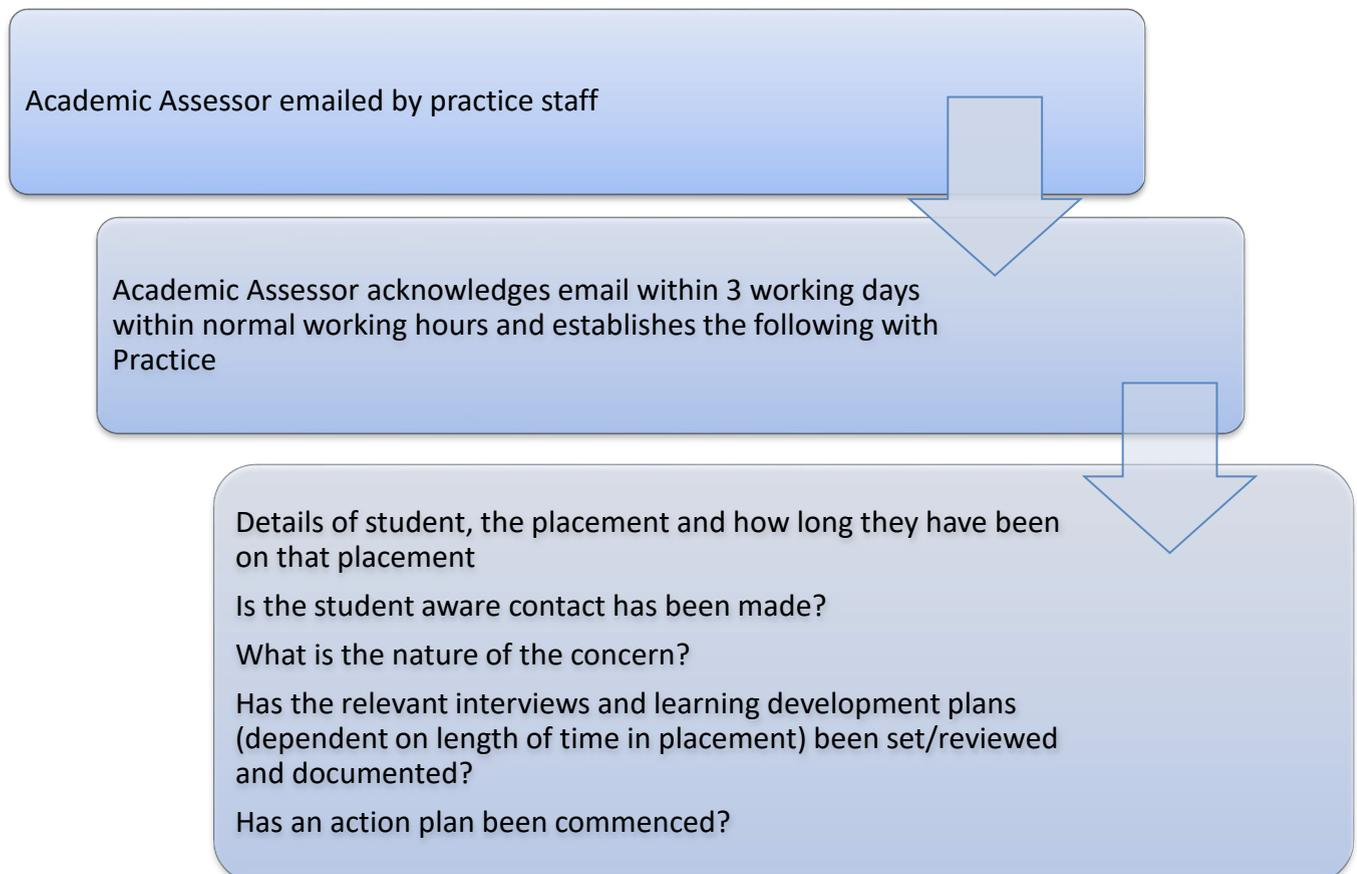 Academic Assessor emailed by practice staff
Academic Assessor acknowledges email within 3 working days
within normal working hours and establishes the following with
Practice
Details of student, the placement and how long they have been
on that placement
Is the student aware contact has been made?
What is the nature of the concern?
Has the relevant interviews and learning development plans
(dependent on length of time in placement) been set/reviewed
and documented?
Has an action plan been commenced?